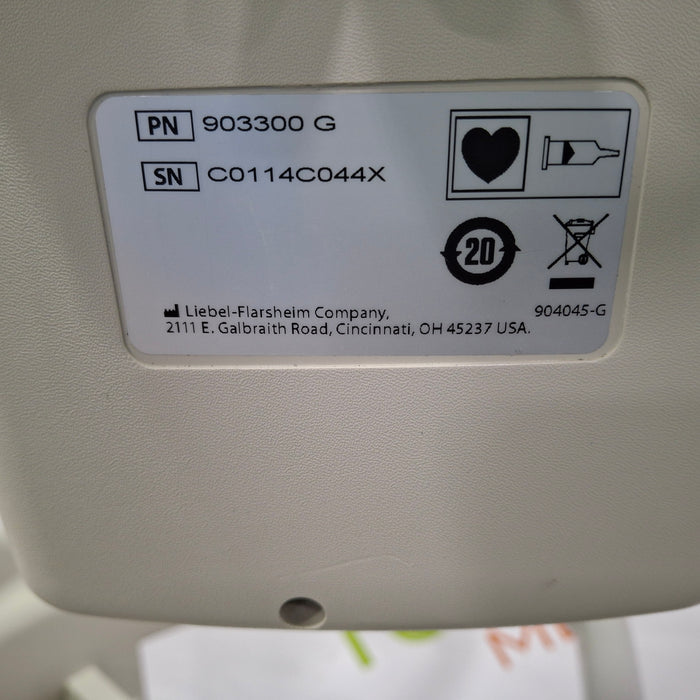 PN 903300 G
SN C0114C044X
20
Liebel-Flarsheim Company,
2111 E. Galbraith Road, Cincinnati, OH 45237 USA.
904045-G